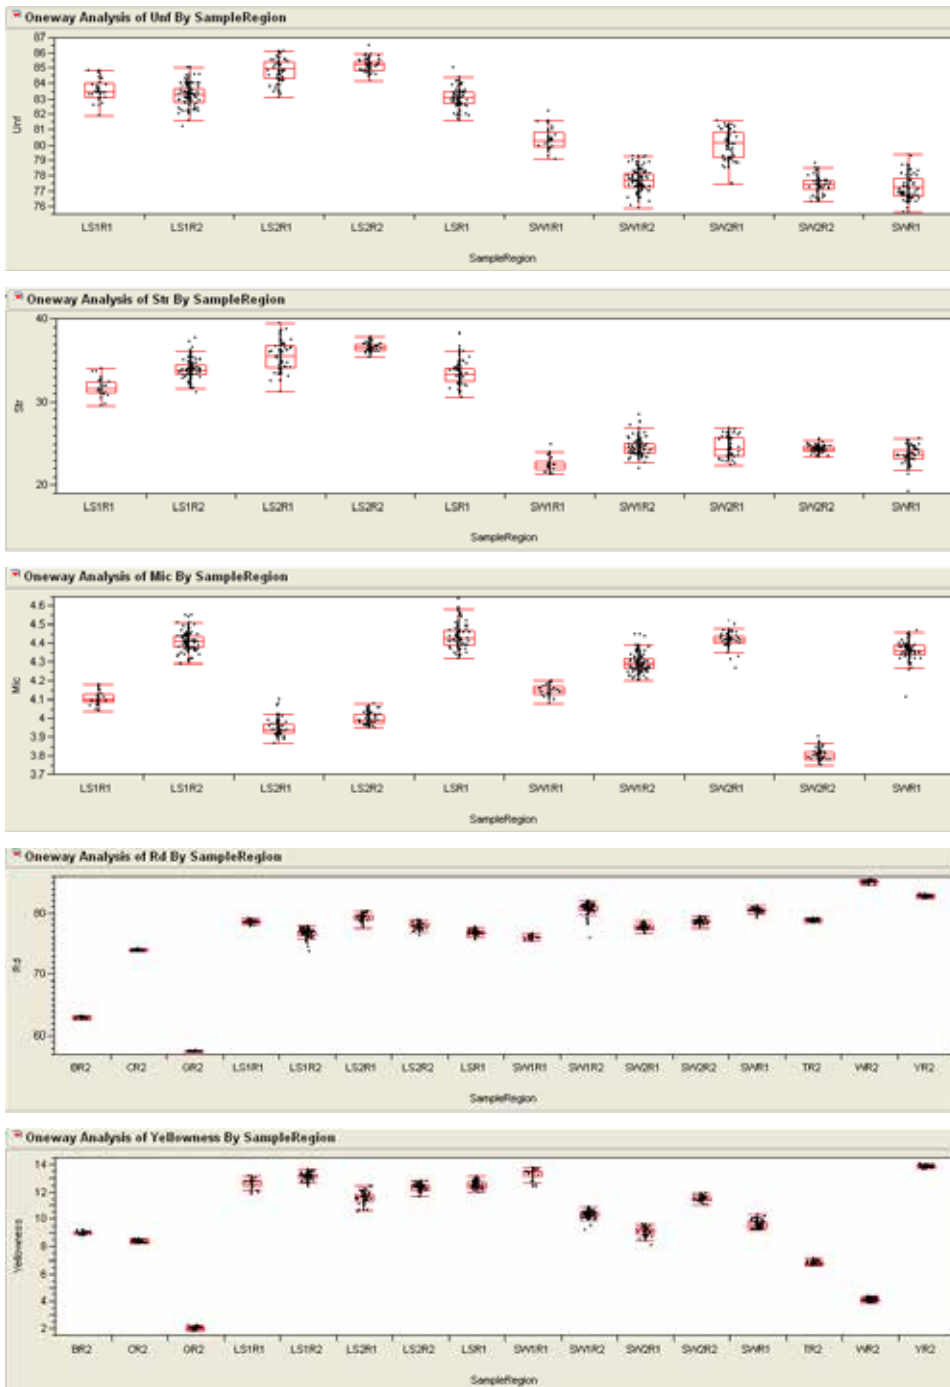 Oneway Analysis of Unf By SampleRegion
87
86
85
84
83
82
81
80
79
78
77
76
Unf
LS1R1 LS1R2 LS2R1 LS2R2 LSR1 SW1R1 SW1R2 SW2R1 SW2R2 SWR1
SampleRegion
Oneway Analysis of Str By SampleRegion
40
30
20
Str
LS1R1 LS1R2 LS2R1 LS2R2 LSR1 SW1R1 SW1R2 SW2R1 SW2R2 SWR1
SampleRegion
Oneway Analysis of Mic By SampleRegion
4.6
4.5
4.4
4.3
4.2
4.1
4
3.9
3.8
3.7
Mic
LS1R1 LS1R2 LS2R1 LS2R2 LSR1 SW1R1 SW1R2 SW2R1 SW2R2 SWR1
SampleRegion
Oneway Analysis of Rd By SampleRegion
80
70
60
Rd
BR2 CR2 GR2 LS1R1 LS1R2 LS2R1 LS2R2 LSR1 SW1R1 SW1R2 SW2R1 SW2R2 SWR1 TR2 WR2 YR2
SampleRegion
Oneway Analysis of Yellowness By SampleRegion
14
12
10
8
6
4
2
Yellowness
BR2 CR2 GR2 LS1R1 LS1R2 LS2R1 LS2R2 LSR1 SW1R1 SW1R2 SW2R1 SW2R2 SWR1 TR2 WR2 YR2
SampleRegion